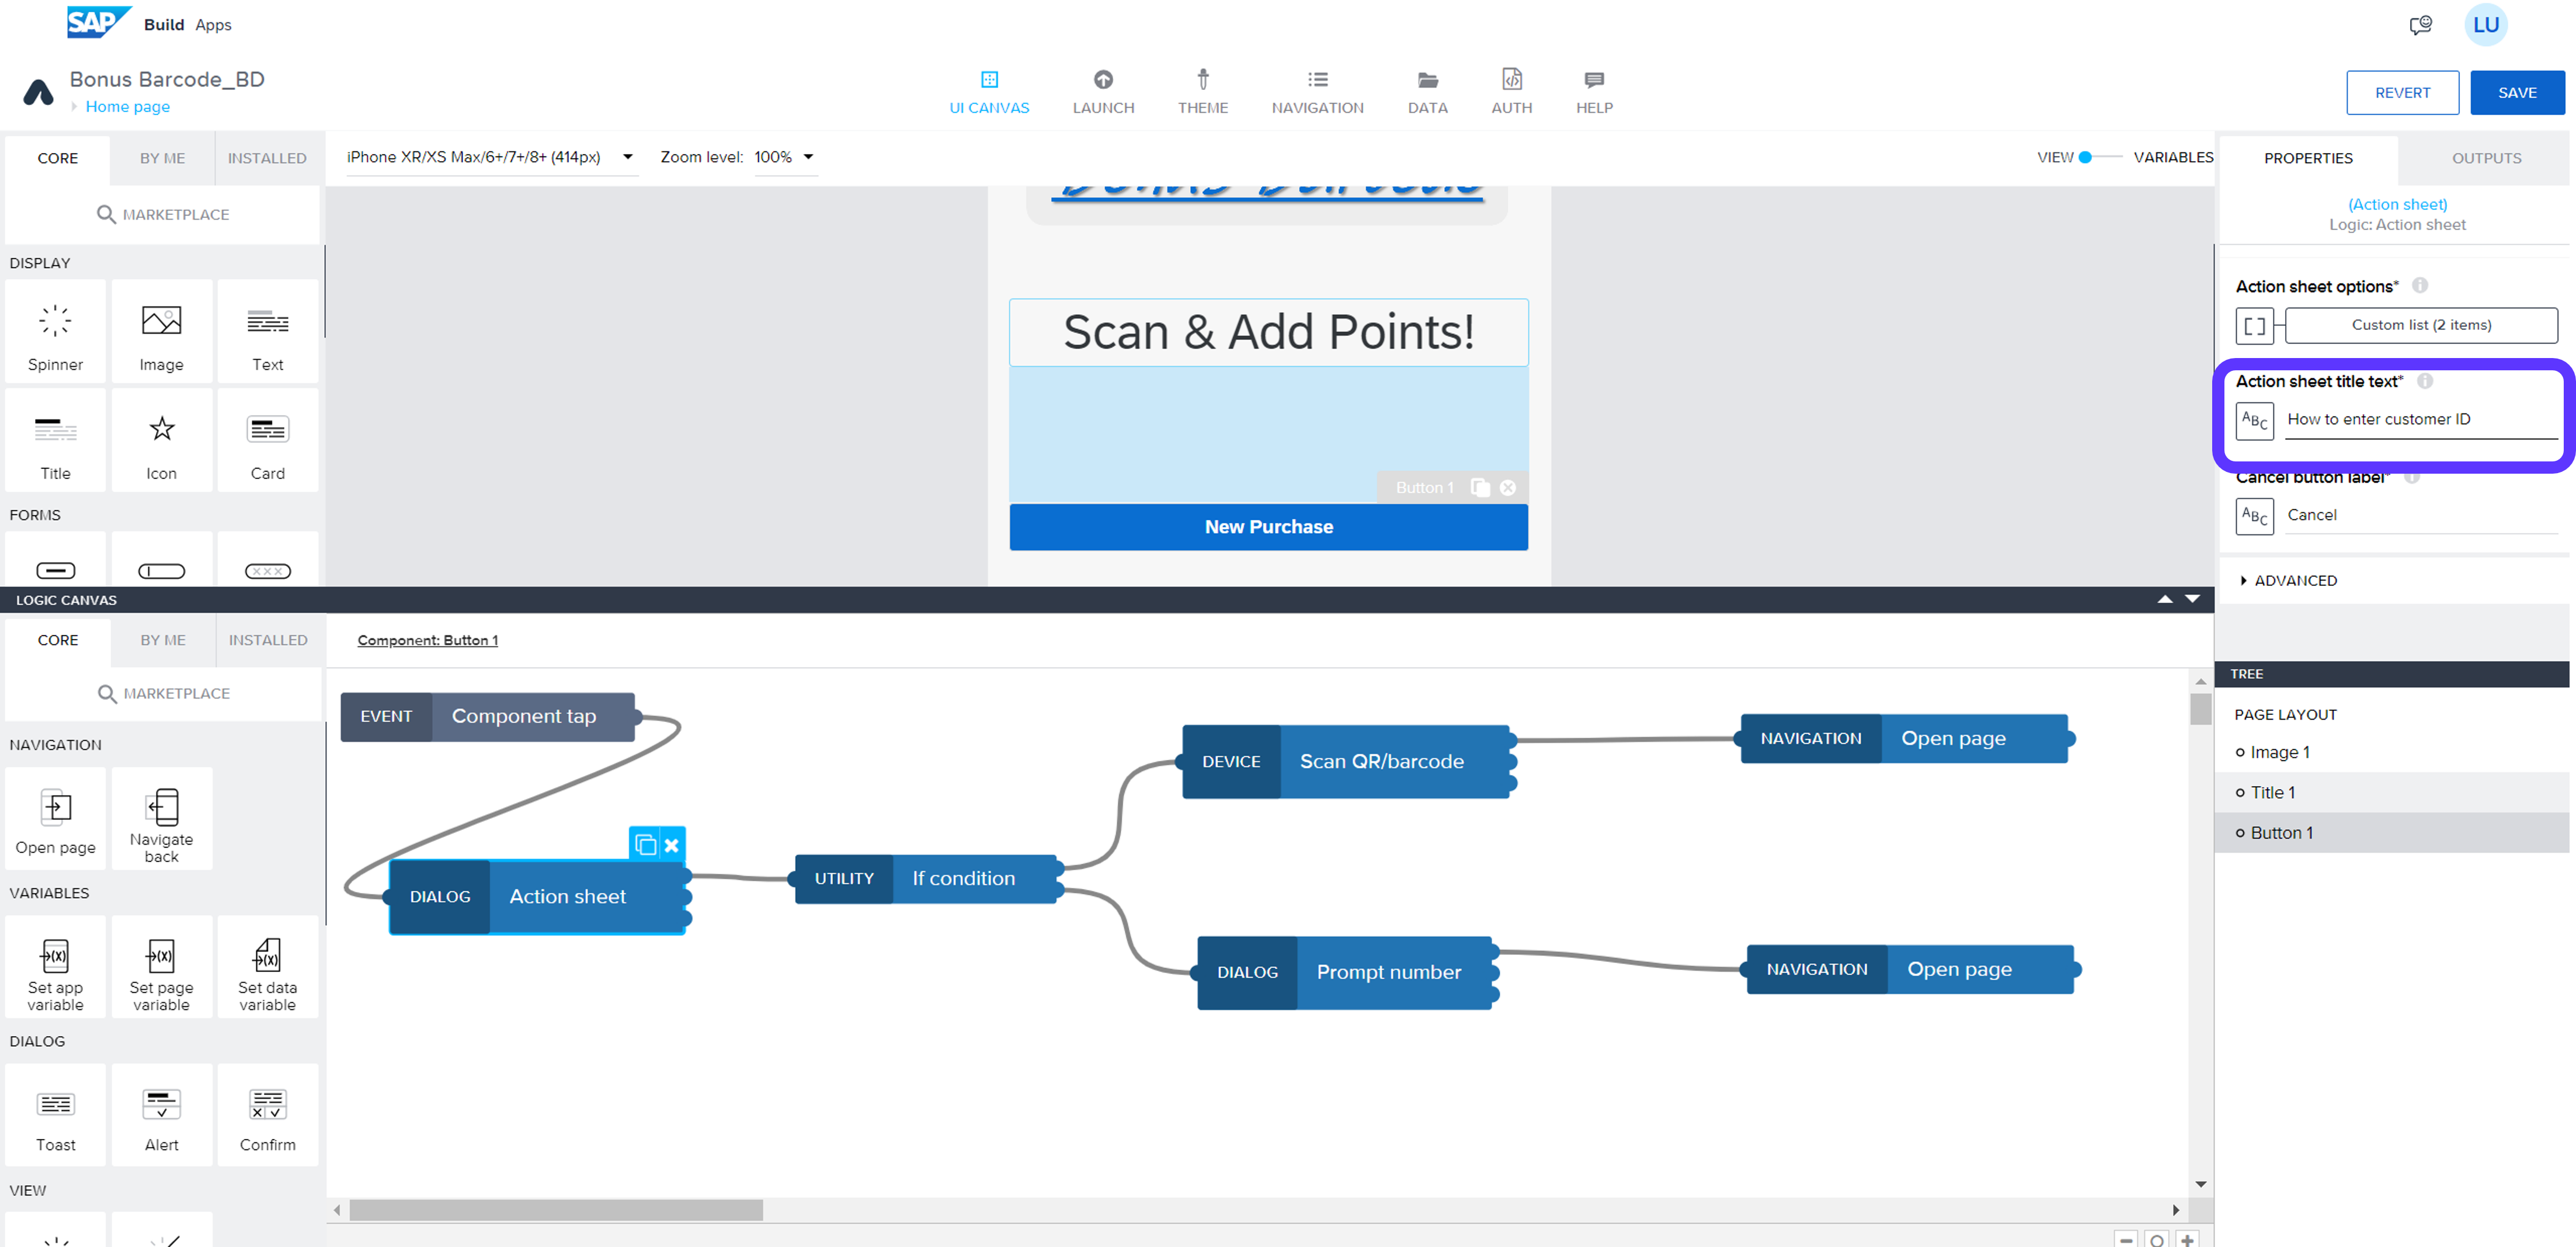 SAP Build Apps
LU
Bonus Barcode_BD
Home page
UI CANVAS
LAUNCH
THEME
NAVIGATION
DATA
AUTH
HELP
REVERT
SAVE
CORE
BY ME
INSTALLED
iPhone XR/XS Max/6+/7+/8+ (414px)
Zoom level: 100%
VIEW
VARIABLES
PROPERTIES
OUTPUTS
MARKETPLACE
(Action sheet)
Logic: Action sheet
DISPLAY
Spinner
Image
Text
Title
Icon
Card
FORMS
Scan & Add Points!
Button 1
New Purchase
Action sheet options*
Custom list (2 items)
Action sheet title text*
ABC
How to enter customer ID
Cancel button label*
ABC
Cancel
ADVANCED
LOGIC CANVAS
CORE
BY ME
INSTALLED
Component: Button 1
MARKETPLACE
NAVIGATION
Open page
Navigate
back
VARIABLES
Set app
variable
Set page
variable
Set data
variable
DIALOG
Toast
Alert
Confirm
VIEW
EVENT Component tap
DIALOG Action sheet
UTILITY If condition
DEVICE Scan QR/barcode
NAVIGATION Open page
DIALOG Prompt number
NAVIGATION Open page
TREE
PAGE LAYOUT
Image 1
Title 1
Button 1